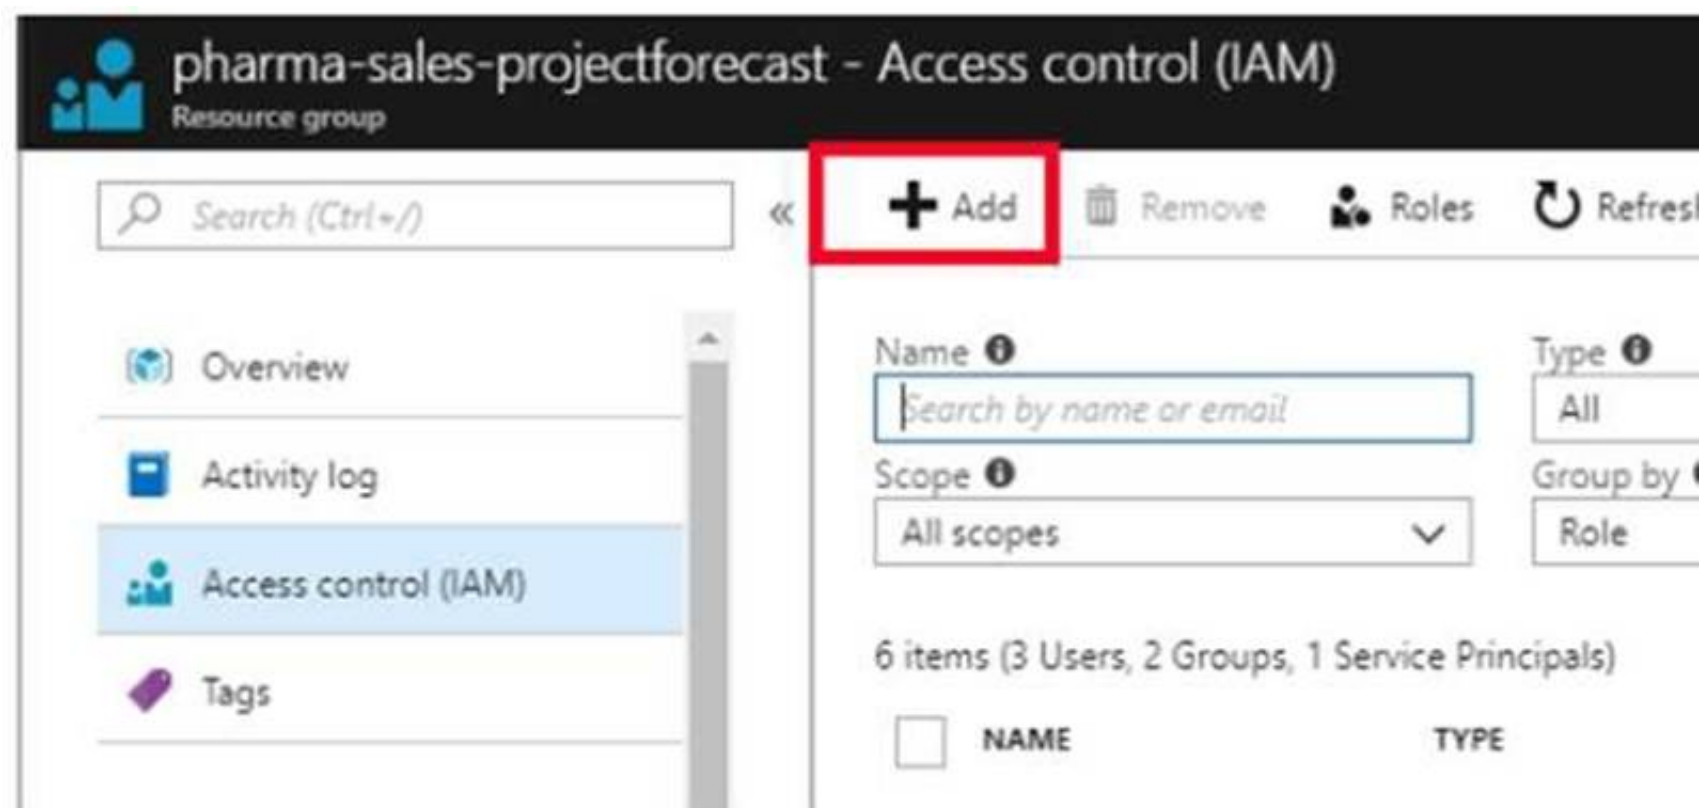 pharma-sales-projectforecast - Access control (IAM)
Resource group
Search (Ctrl+/)
«
Add
Remove
Roles
Refresh
Overview
Activity log
Access control (IAM)
Tags
Name
Type
Search by name or email
All
Scope
Group by
All scopes
Role
6 items (3 Users, 2 Groups, 1 Service Principals)
NAME
TYPE